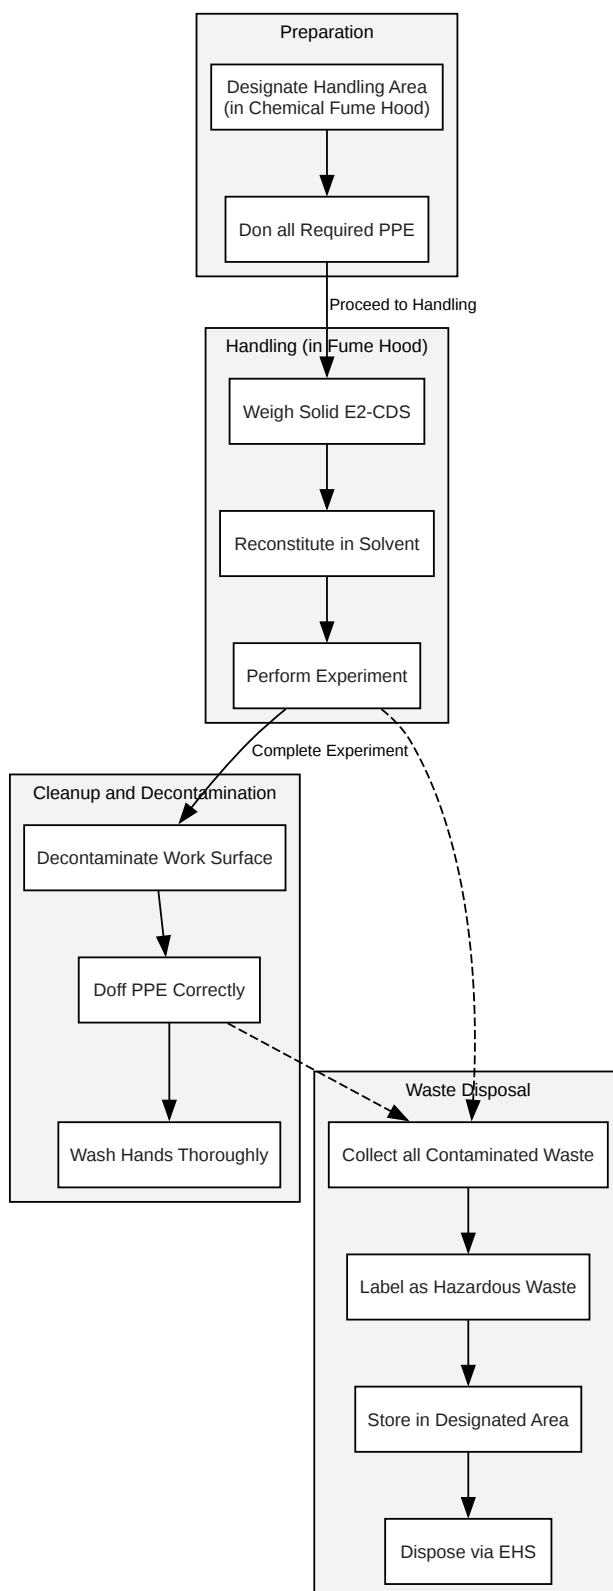 Preparation
Designate Handling Area
(in Chemical Fume Hood)
Don all Required PPE
Proceed to Handling
Handling (in Fume Hood)
Weigh Solid E2-CDS
Reconstitute in Solvent
Perform Experiment
Complete Experiment
Cleanup and Decontamination
Decontaminate Work Surface
Doff PPE Correctly
Wash Hands Thoroughly
Waste Disposal
Collect all Contaminated Waste
Label as Hazardous Waste
Store in Designated Area
Dispose via EHS